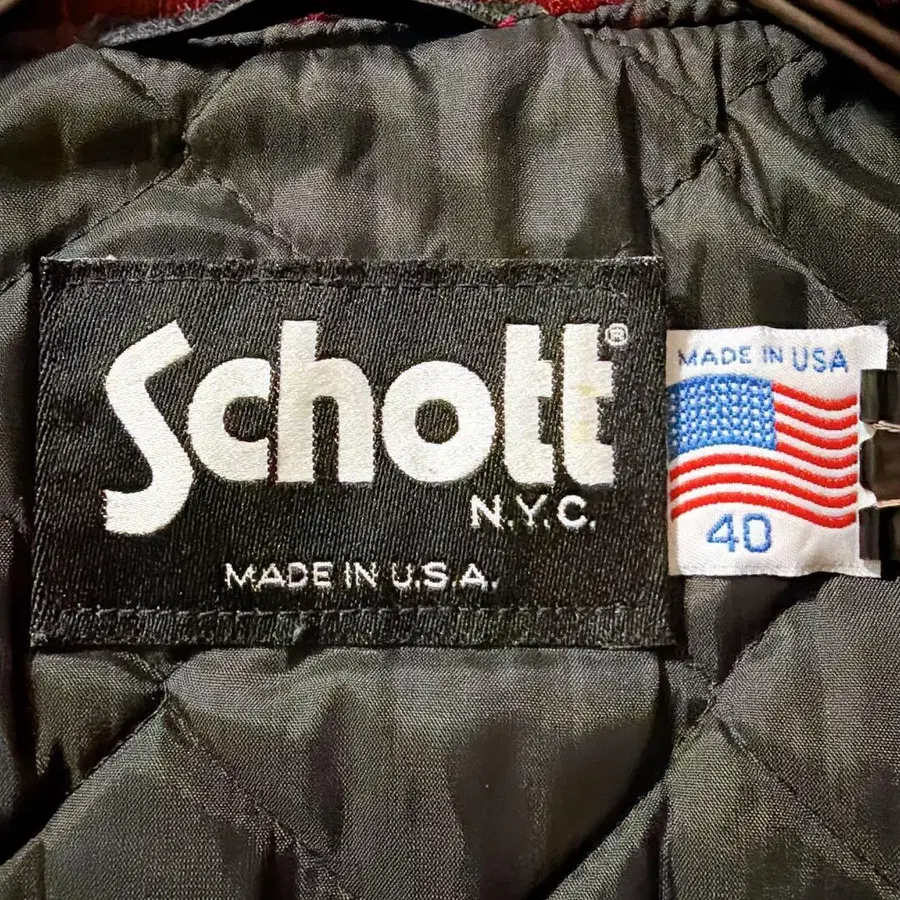 Schott®
N.Y.C.
MADE IN U.S.A.
MADE IN USA
40